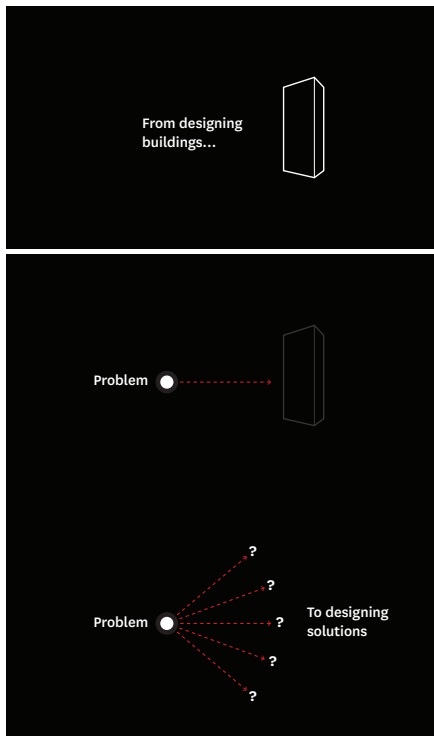 From designing
buildings...
Problem
?
?
Problem
?
To designing
solutions
?
?